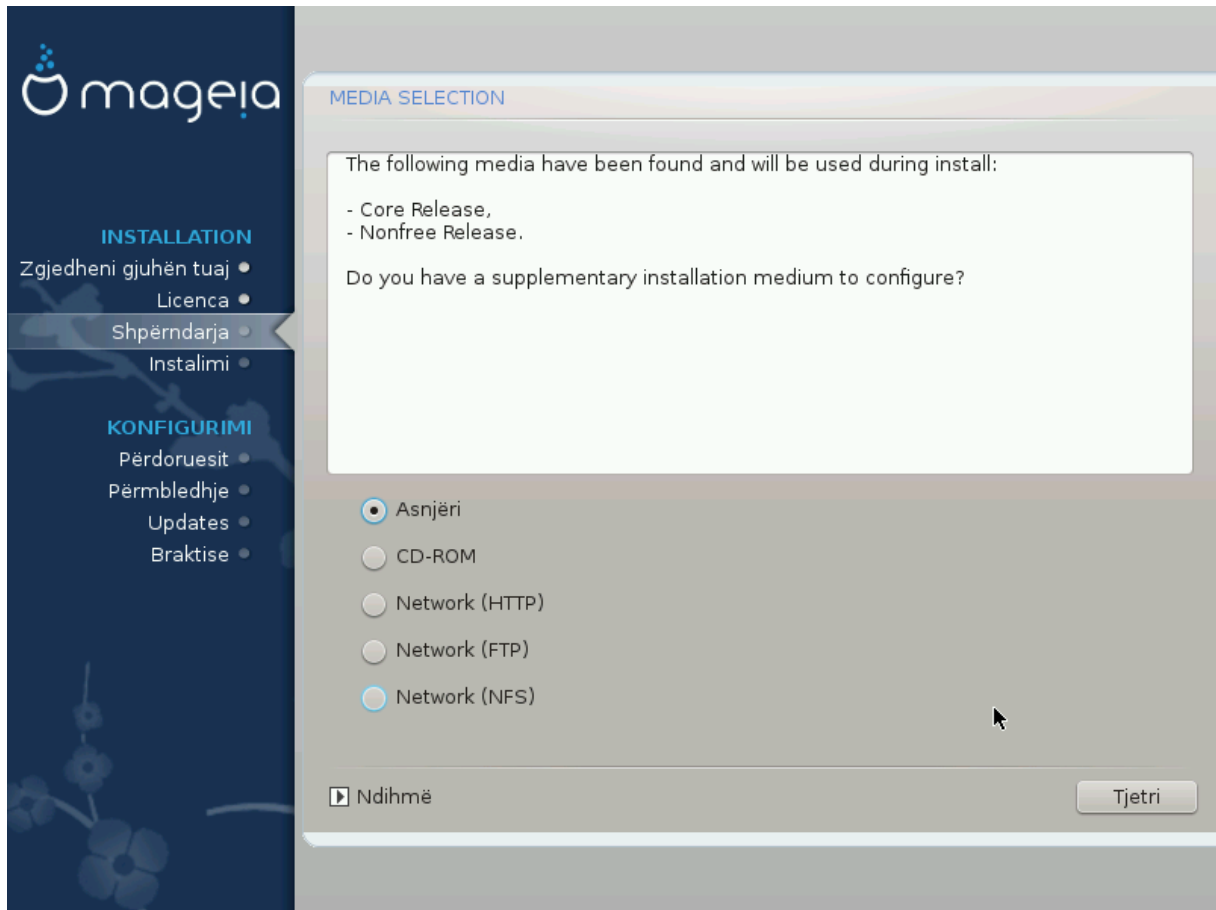 mageia
INSTALLATION
Zgjedheni gjuhën tuaj
Licenca
Shpërndarja
Instalimi
KONFIGURIMI
Përdoruesit
Përmbledhje
Updates
Braktise
MEDIA SELECTION
The following media have been found and will be used during install:
- Core Release,
- Nonfree Release.
Do you have a supplementary installation medium to configure?
Asnjëri
CD-ROM
Network (HTTP)
Network (FTP)
Network (NFS)
Ndihmë
Tjetri